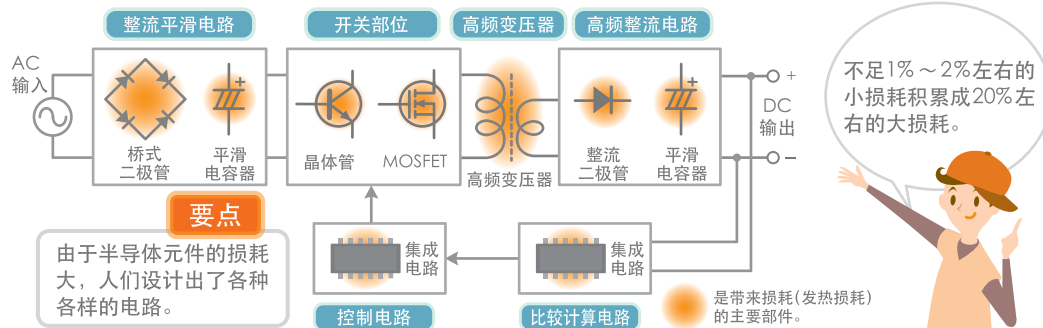 整流平滑电路
开关部位
高频变压器
高频整流电路
AC
输入
桥式
二极管
平滑
电容器
晶体管
MOSFET
高频变压器
整流
二极管
平滑
电容器
+
DC
输出
−
不足1%～2%左右的
小损耗积累成20%左
右的大损耗。
要点
由于半导体元件的损耗
大，人们设计出了各种
各样的电路。
集成
电路
控制电路
集成
电路
比较计算电路
是带来损耗(发热损耗)
的主要部件。